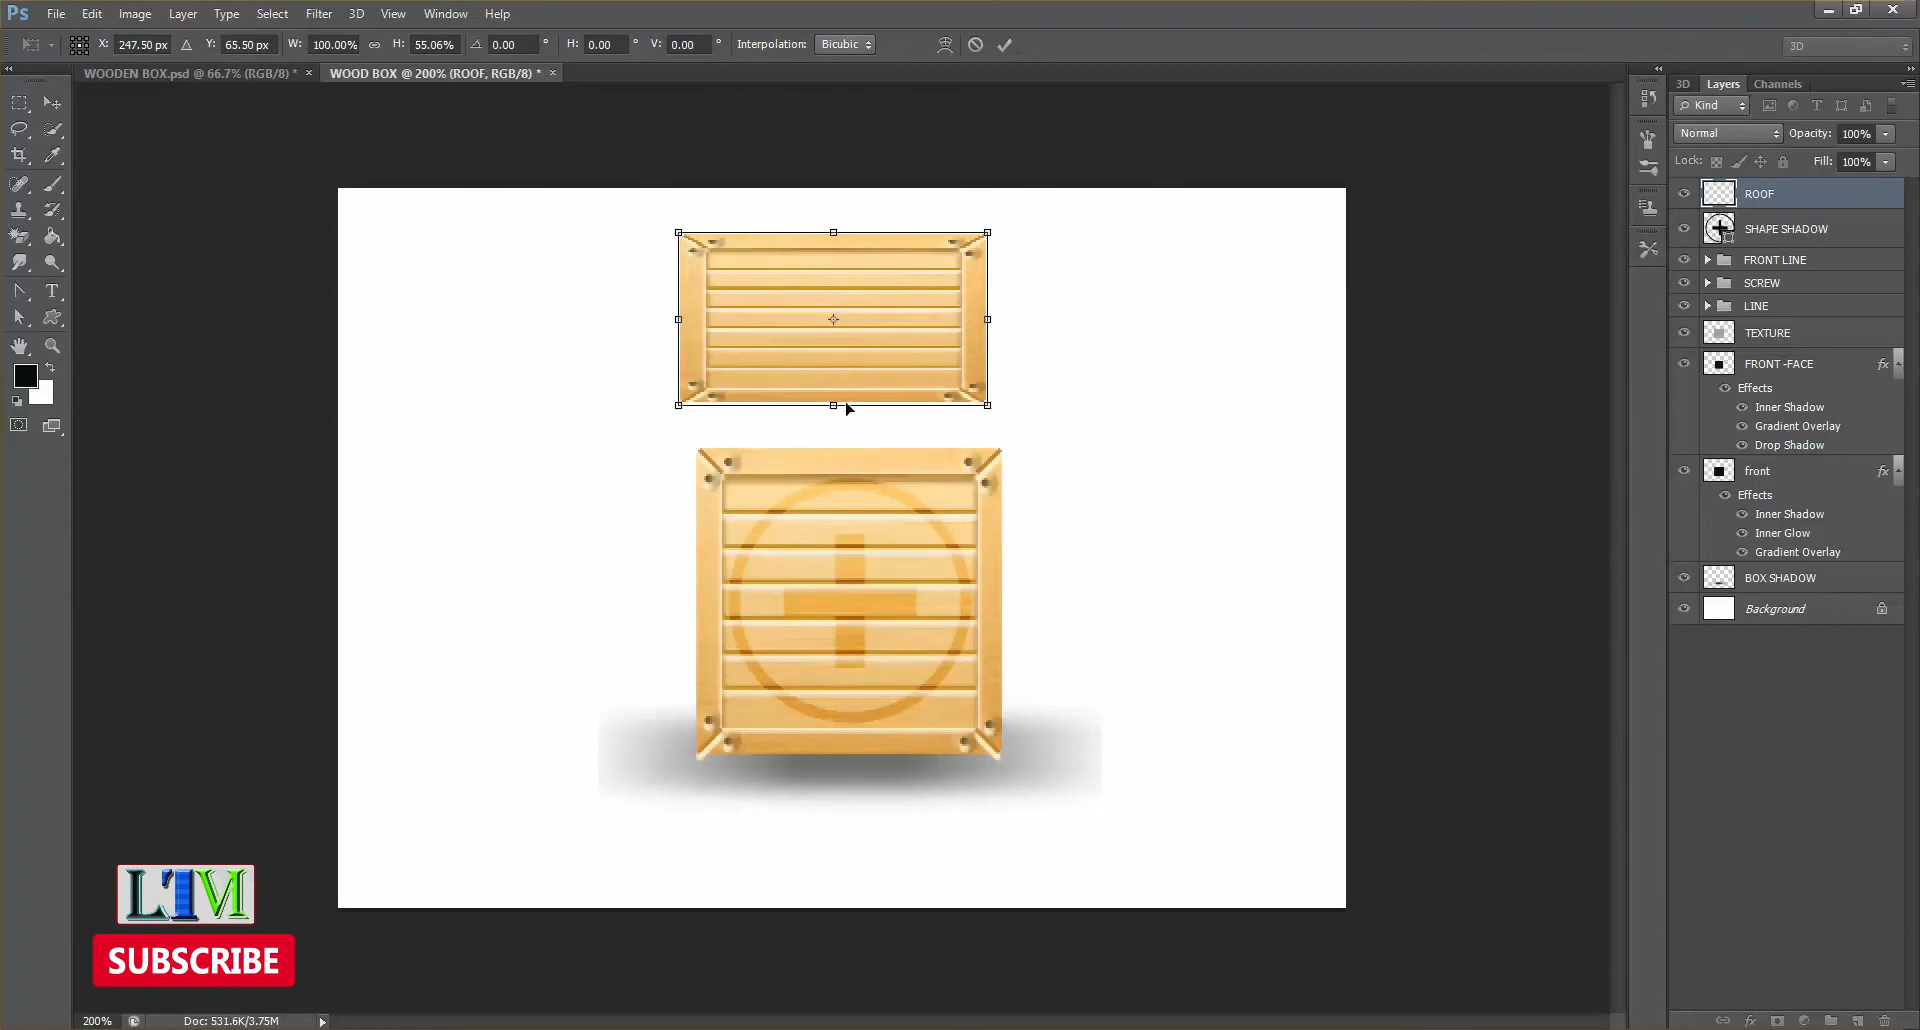 Ps File Edit Image Layer Type Select Filter 3D View Window Help
X: 247.50 px Y: 65.50 px W: 100.00% H: 55.06% 0.00 ° H: 0.00 ° V: 0.00 ° Interpolation: Bicubic 3D
WOODEN BOX.psd @ 66.7% (RGB/8) * × WOOD BOX @ 200% (ROOF, RGB/8) * ×
3D Layers Channels
Kind
Normal Opacity: 100%
Lock: Fill: 100%
ROOF
SHAPE SHADOW
FRONT LINE
SCREW
LINE
TEXTURE
FRONT -FACE fx
Effects
Inner Shadow
Gradient Overlay
Drop Shadow
front fx
Effects
Inner Shadow
Inner Glow
Gradient Overlay
BOX SHADOW
Background
LTM
SUBSCRIBE
200% Doc: 531.6K/3.75M
fx